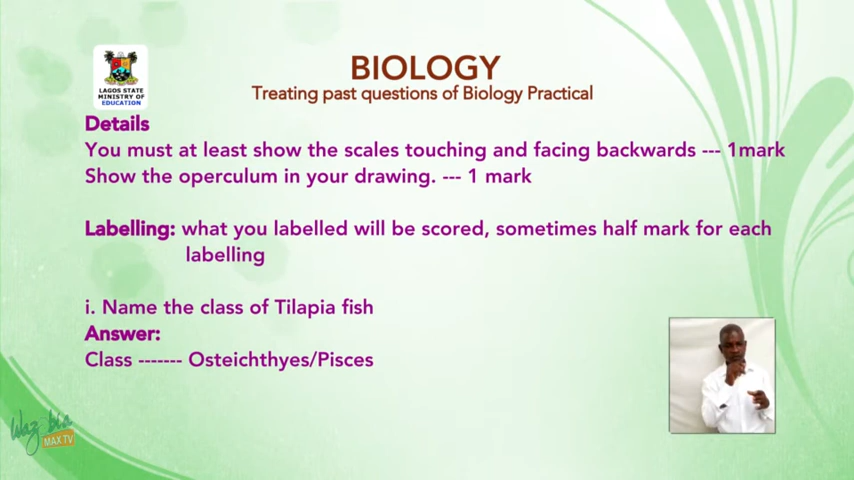 BIOLOGY
Treating past questions of Biology Practical
LAGOS STATE
MINISTRY OF
EDUCATION
Details
You must at least show the scales touching and facing backwards --- 1mark
Show the operculum in your drawing. --- 1 mark
Labelling: what you labelled will be scored, sometimes half mark for each
labelling
i. Name the class of Tilapia fish
Answer:
Class ------- Osteichthyes/Pisces
Wazobia
MAX TV